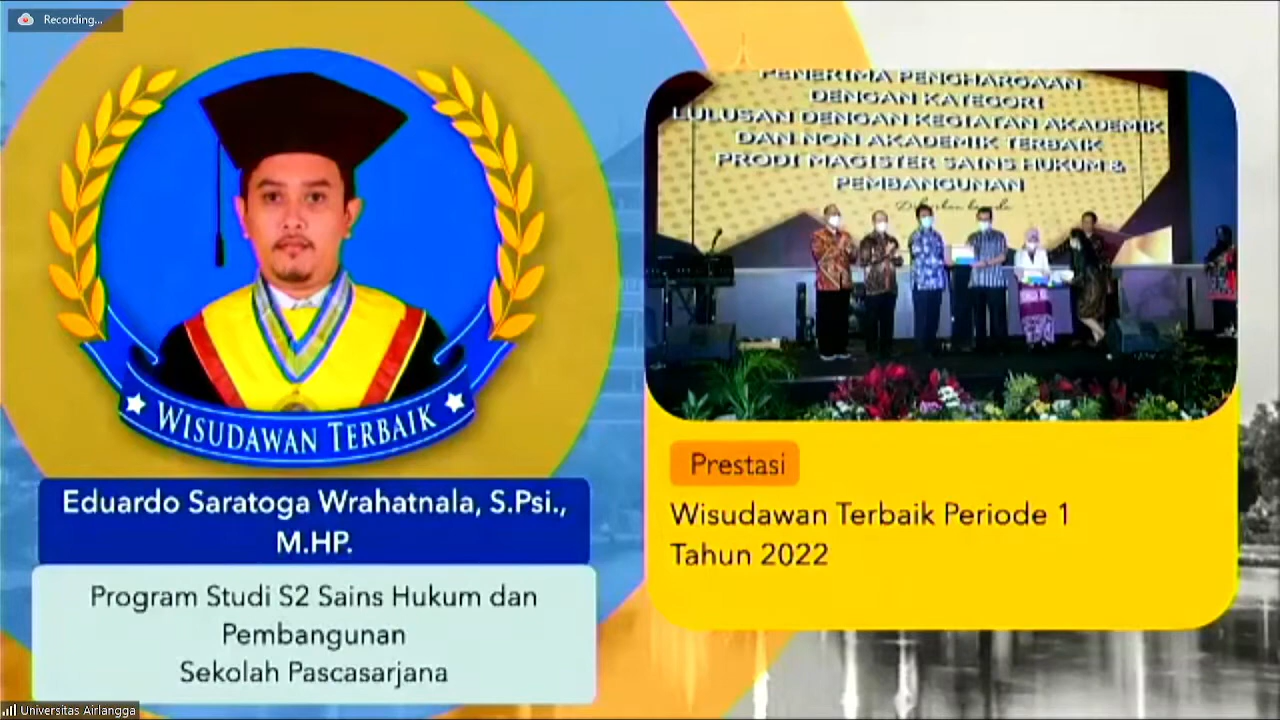 Recording...
PENERIMA PENGHARGAAN
DENGAN KATEGORI
LULUSAN DENGAN KEGIATAN AKADEMIK
DAN NON AKADEMIK TERBAIK
PRODI MAGISTER SAINS HUKUM &
PEMBANGUNAN
Diberikan kepada
WISUDAWAN TERBAIK
Eduardo Saratoga Wrahatnala, S.Psi.,
M.HP.
Program Studi S2 Sains Hukum dan
Pembangunan
Sekolah Pascasarjana
Prestasi
Wisudawan Terbaik Periode 1
Tahun 2022
Universitas Airlangga